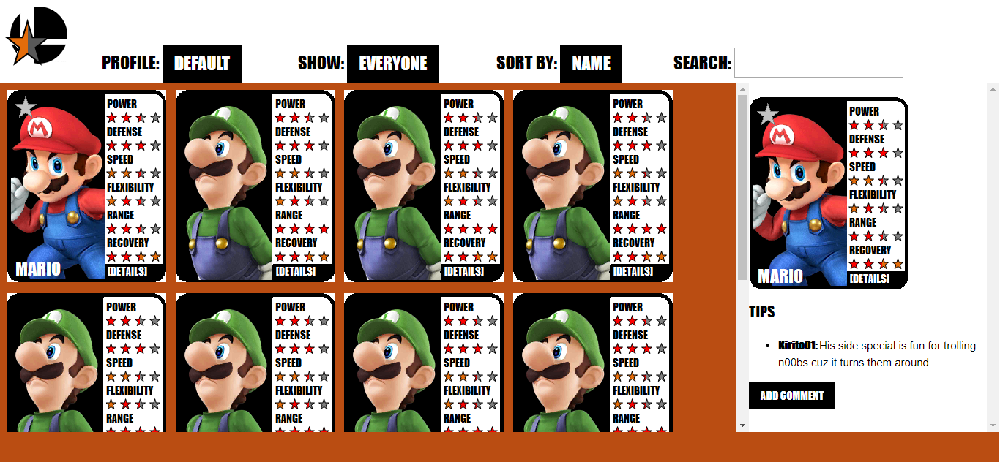 PROFILE: DEFAULT SHOW: EVERYONE SORT BY: NAME SEARCH:
POWER
DEFENSE
SPEED
FLEXIBILITY
RANGE
RECOVERY
MARIO [DETAILS]
POWER
DEFENSE
SPEED
FLEXIBILITY
RANGE
RECOVERY
[DETAILS]
POWER
DEFENSE
SPEED
FLEXIBILITY
RANGE
RECOVERY
[DETAILS]
POWER
DEFENSE
SPEED
FLEXIBILITY
RANGE
RECOVERY
[DETAILS]
POWER
DEFENSE
SPEED
FLEXIBILITY
RANGE
POWER
DEFENSE
SPEED
FLEXIBILITY
RANGE
POWER
DEFENSE
SPEED
FLEXIBILITY
RANGE
POWER
DEFENSE
SPEED
FLEXIBILITY
RANGE
POWER
DEFENSE
SPEED
FLEXIBILITY
RANGE
RECOVERY
MARIO [DETAILS]
TIPS
• Kirito01: His side special is fun for trolling
n00bs cuz it turns them around.
ADD COMMENT